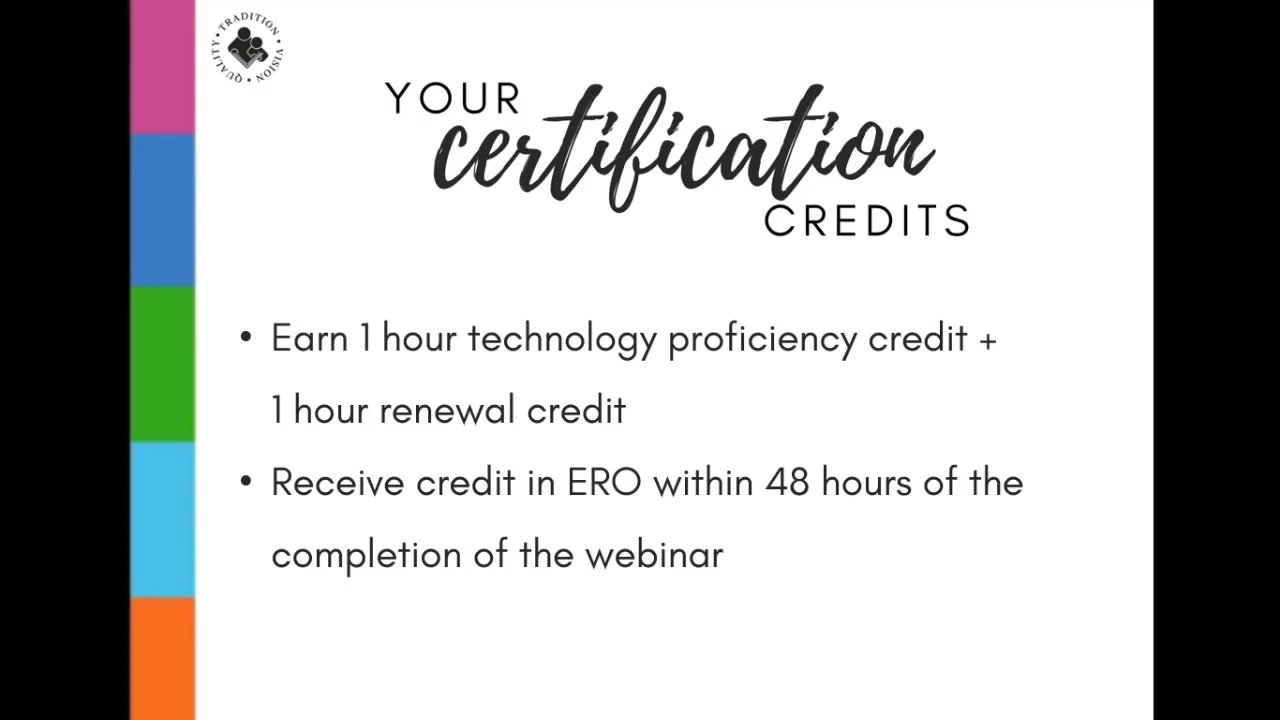 QUALITY • TRADITION • VISION •
YOUR
certification
CREDITS
• Earn 1 hour technology proficiency credit +
1 hour renewal credit
• Receive credit in ERO within 48 hours of the
completion of the webinar